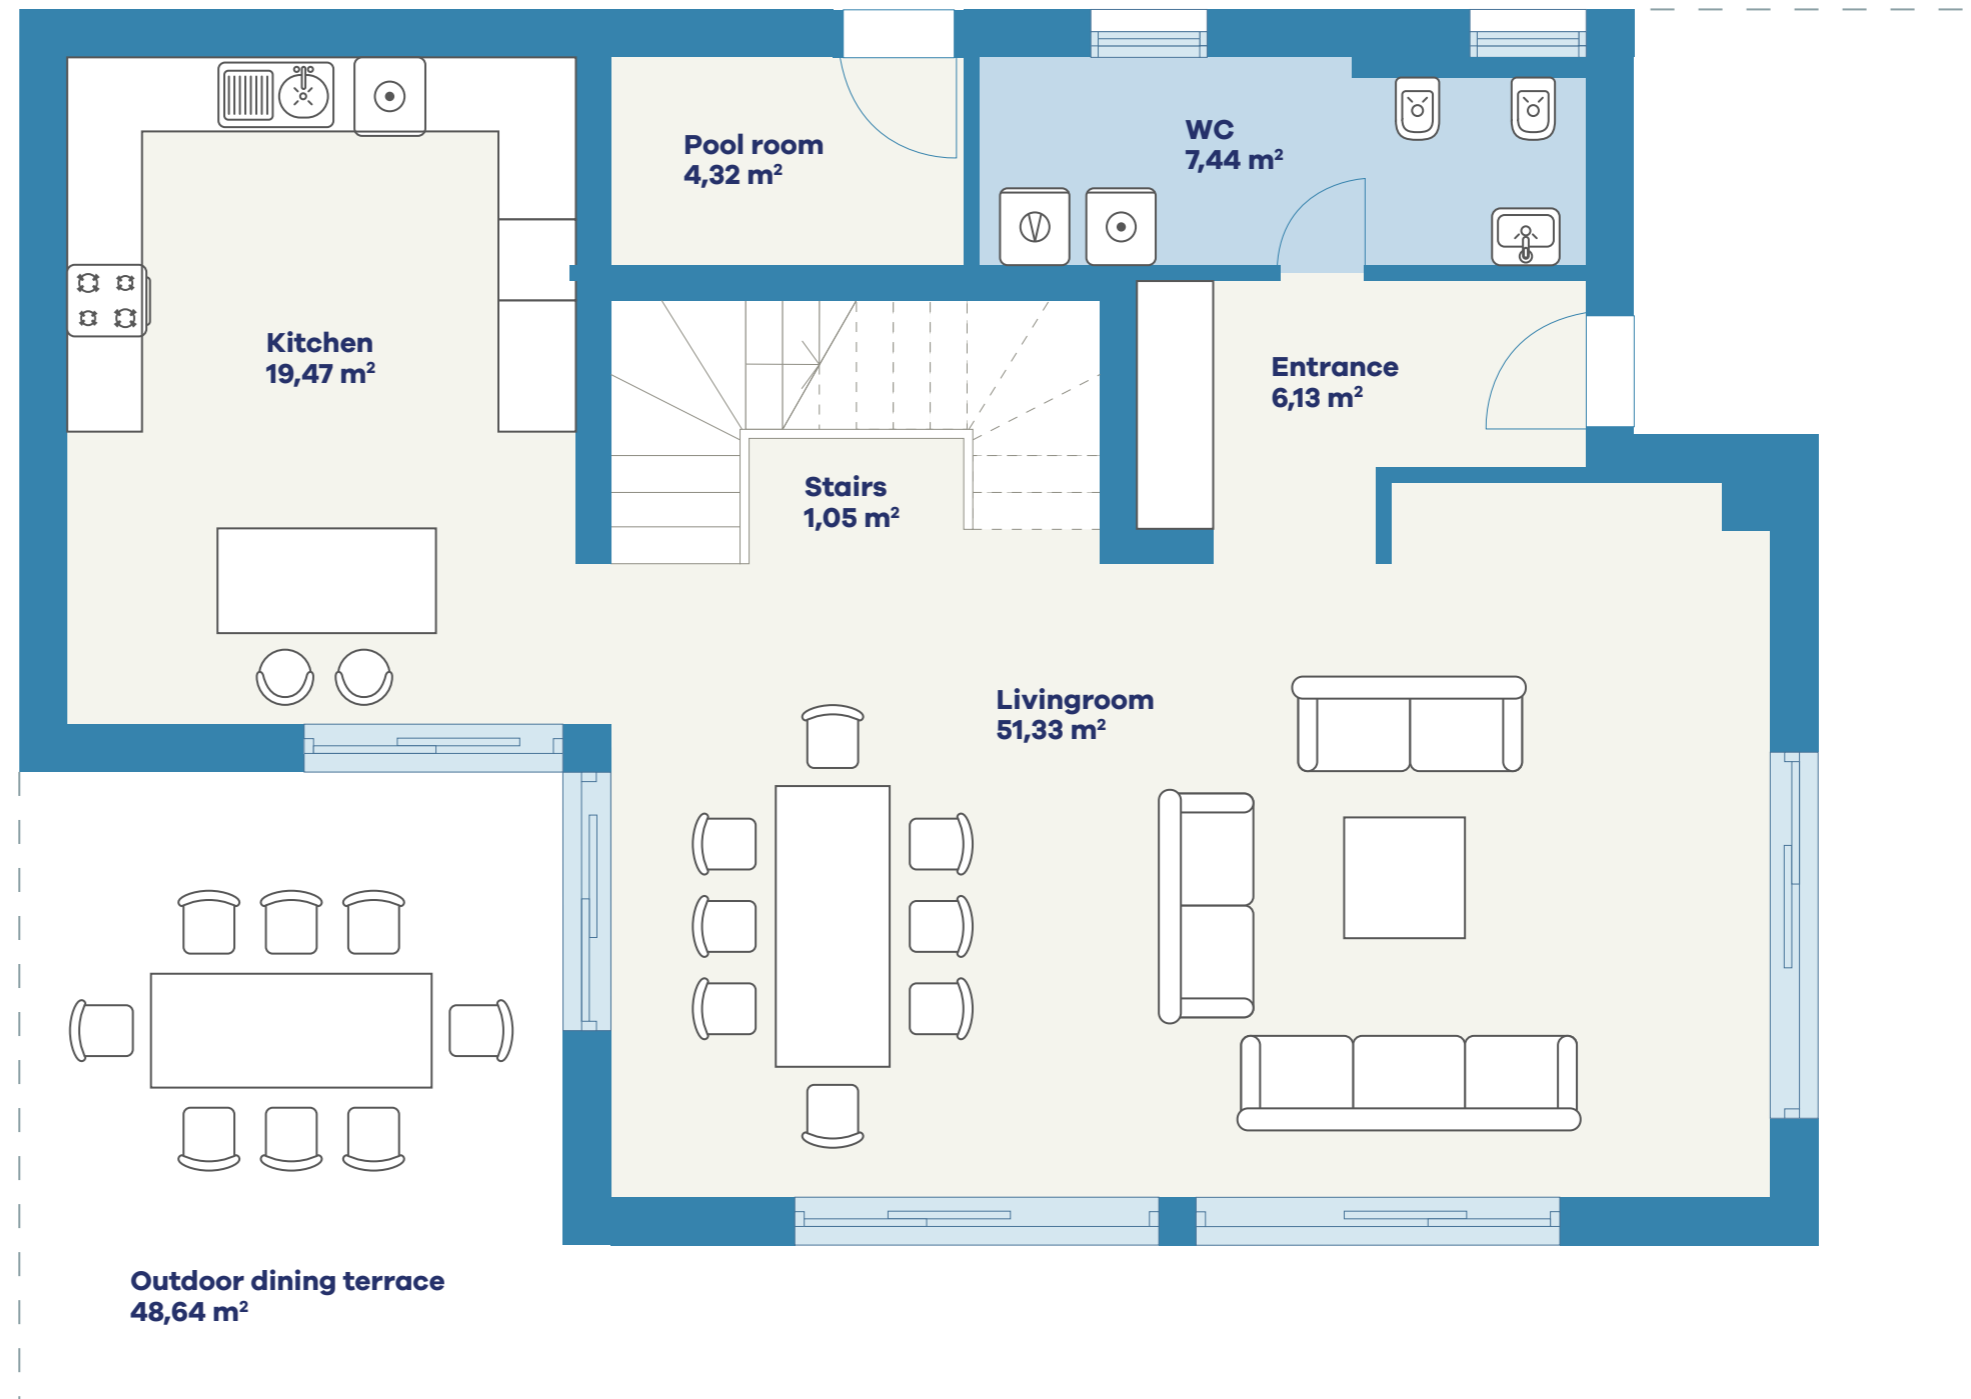 Pool room
4,32 m²
WC
7,44 m²
Kitchen
19,47 m²
Entrance
6,13 m²
Stairs
1,05 m²
Livingroom
51,33 m²
Outdoor dining terrace
48,64 m²